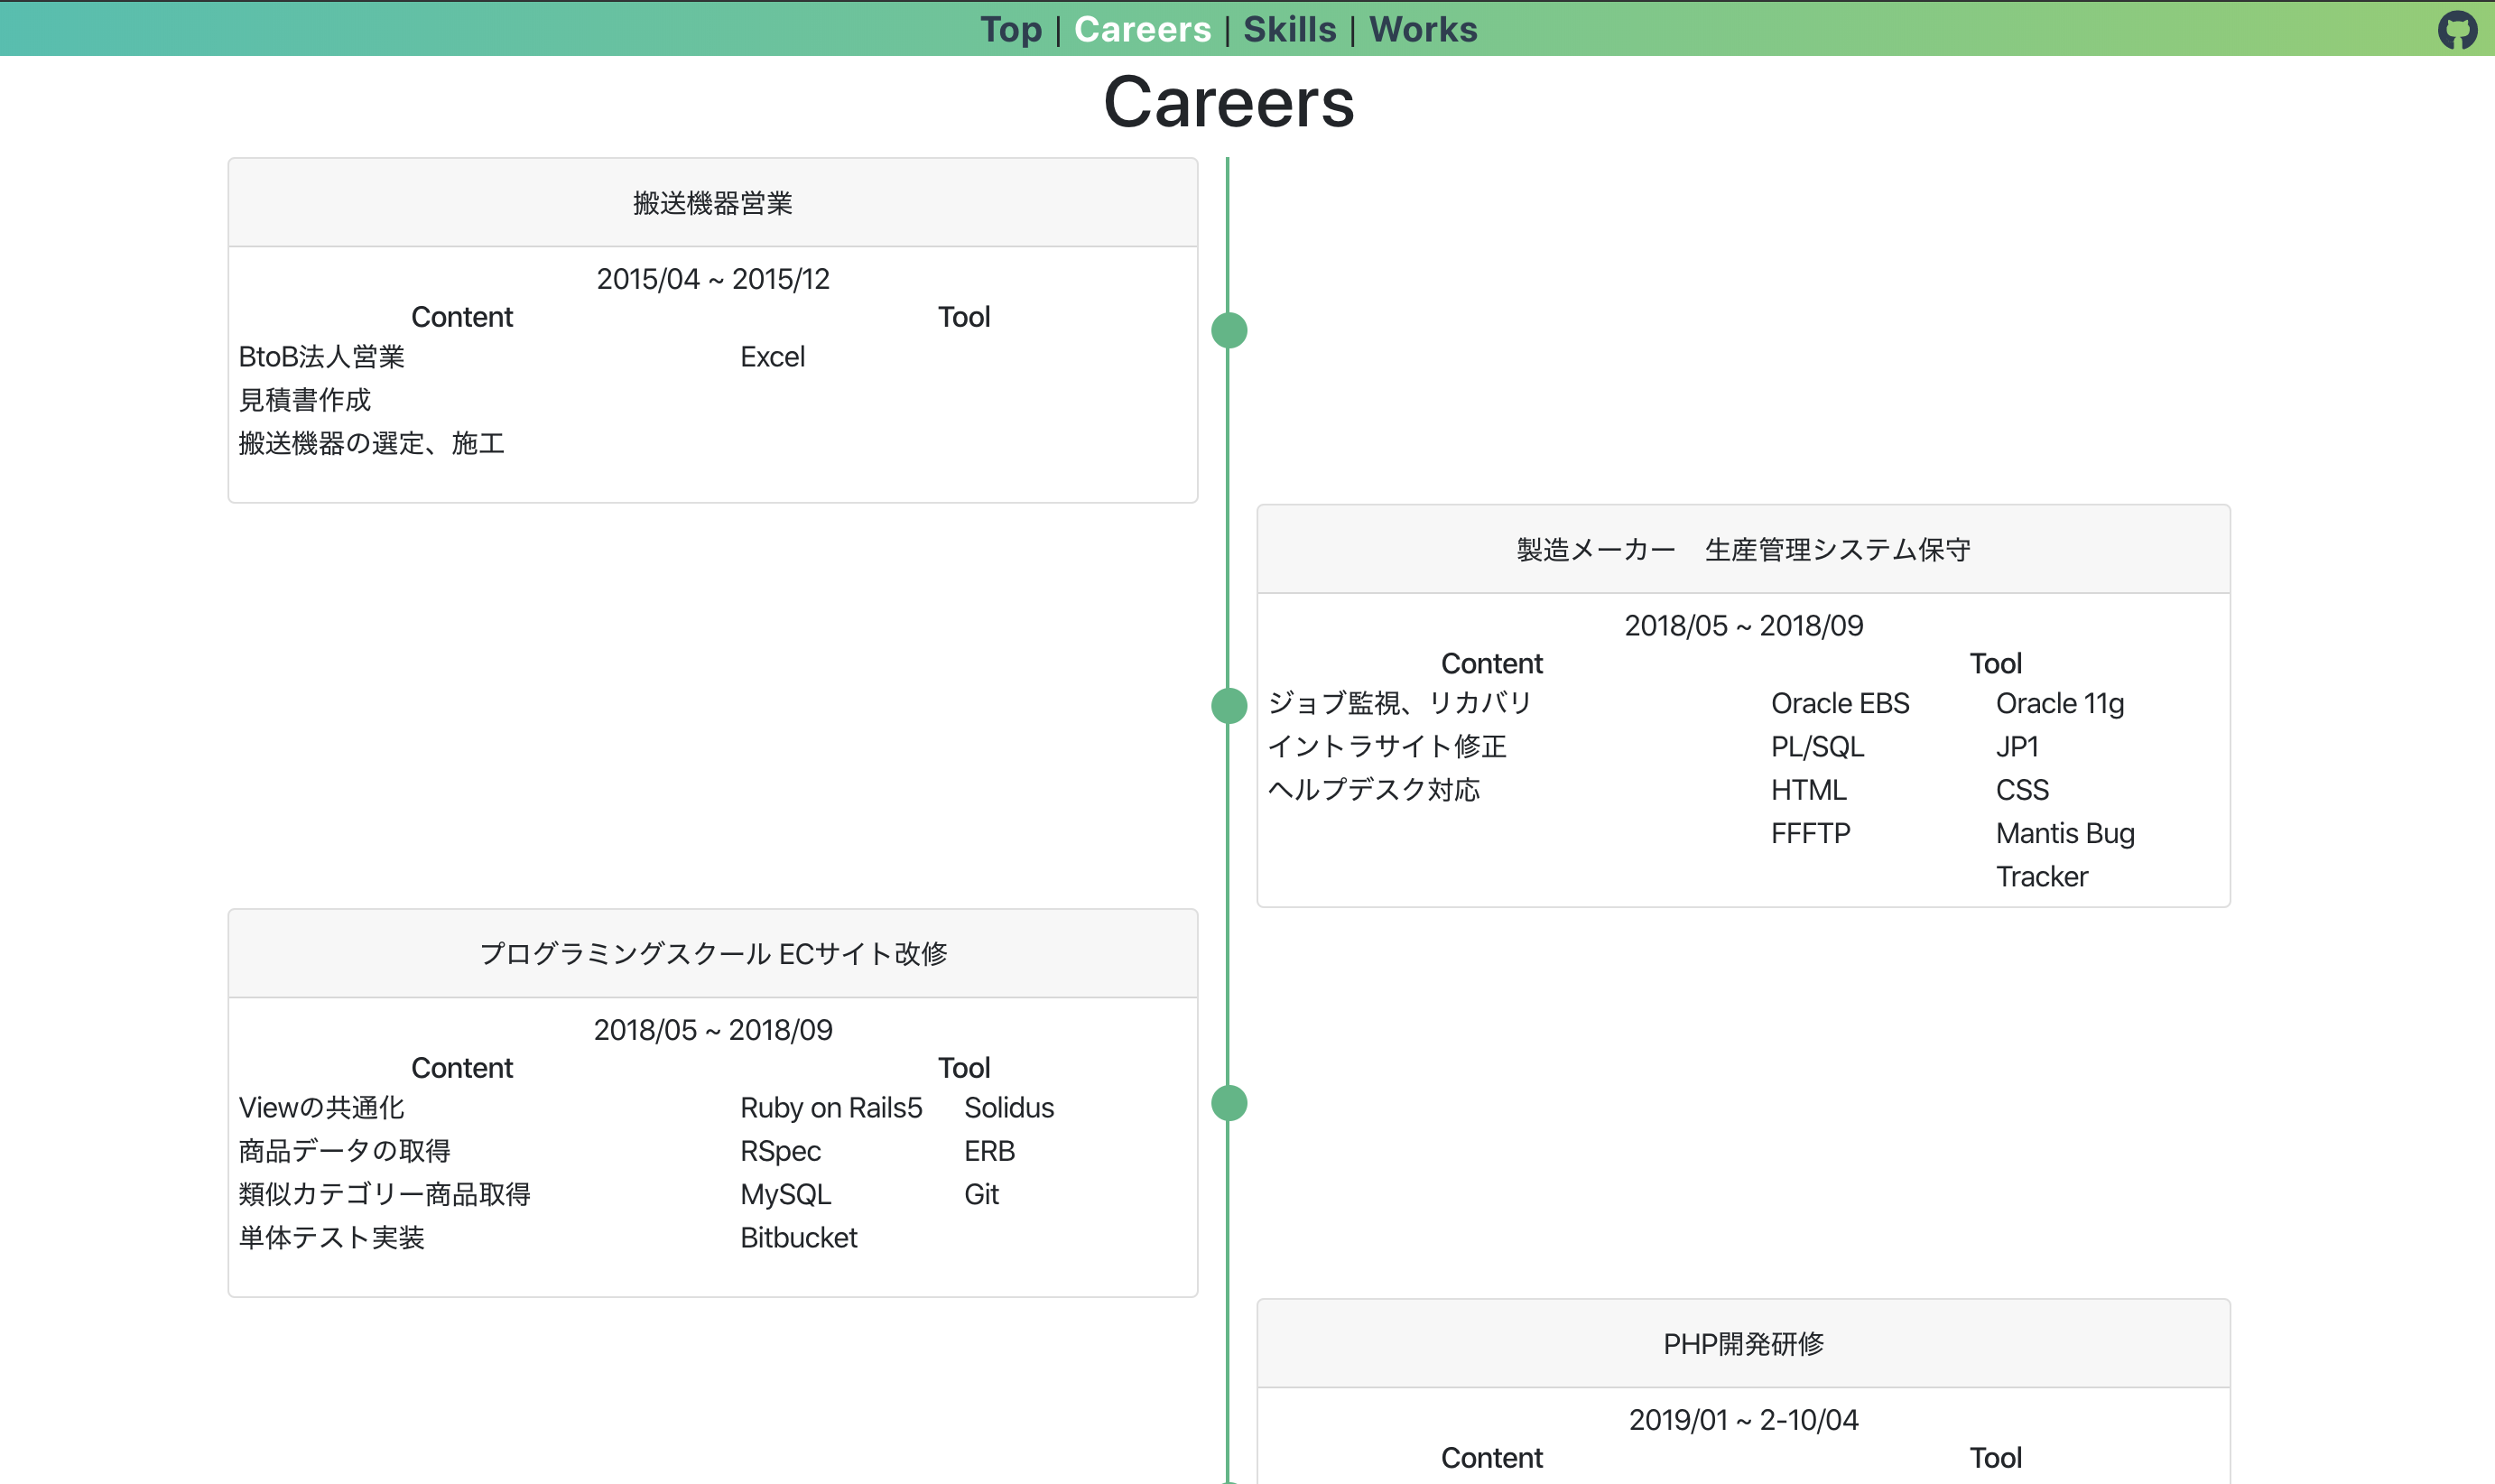 Top | Careers | Skills | Works
Careers
搬送機器営業
2015/04 ~ 2015/12
Content Tool
BtoB法人営業 Excel
見積書作成
搬送機器の選定、施工
製造メーカー　生産管理システム保守
2018/05 ~ 2018/09
Content Tool
ジョブ監視、リカバリ Oracle EBS Oracle 11g
イントラサイト修正 PL/SQL JP1
ヘルプデスク対応 HTML CSS
FFFTP Mantis Bug
Tracker
プログラミングスクール ECサイト改修
2018/05 ~ 2018/09
Content Tool
Viewの共通化 Ruby on Rails5 Solidus
商品データの取得 RSpec ERB
類似カテゴリー商品取得 MySQL Git
単体テスト実装 Bitbucket
PHP開発研修
2019/01 ~ 2-10/04
Content Tool